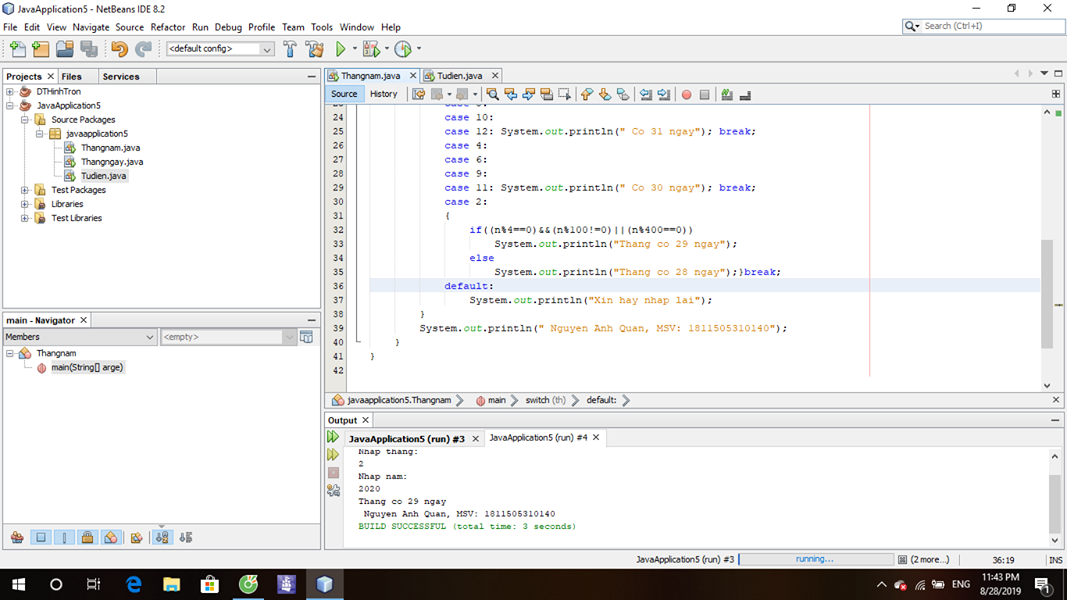 JavaApplication5 - NetBeans IDE 8.2
File Edit View Navigate Source Refactor Run Debug Profile Team Tools Window Help
Search (Ctrl+I)
<default config>
Projects Files Services
DTHinhTron
JavaApplication5
Source Packages
javaapplication5
Thangnam.java
Thangngay.java
Tudien.java
Test Packages
Libraries
Test Libraries
main - Navigator
Members <empty>
Thangnam
main(String[] arge)
Thangnam.java Tudien.java
Source History
24 case 10:
25 case 12: System.out.println(" Co 31 ngay"); break;
26 case 4:
27 case 6:
28 case 9:
29 case 11: System.out.println(" Co 30 ngay"); break;
30 case 2:
31 {
32 if((n%4==0)&&(n%100!=0)||(n%400==0))
33 System.out.println("Thang co 29 ngay");
34 else
35 System.out.println("Thang co 28 ngay");}break;
36 default:
37 System.out.println("Xin hay nhap lai");
38 }
39 System.out.println(" Nguyen Anh Quan, MSV: 1811505310140");
40 }
41 }
42
javaapplication5.Thangnam main switch (th) default:
Output
JavaApplication5 (run) #3 JavaApplication5 (run) #4
Nhap thang:
2
Nhap nam:
2020
Thang co 29 ngay
Nguyen Anh Quan, MSV: 1811505310140
BUILD SUCCESSFUL (total time: 3 seconds)
JavaApplication5 (run) #3 running... (2 more...) 36:19 INS
ENG
11:43 PM
8/28/2019
1